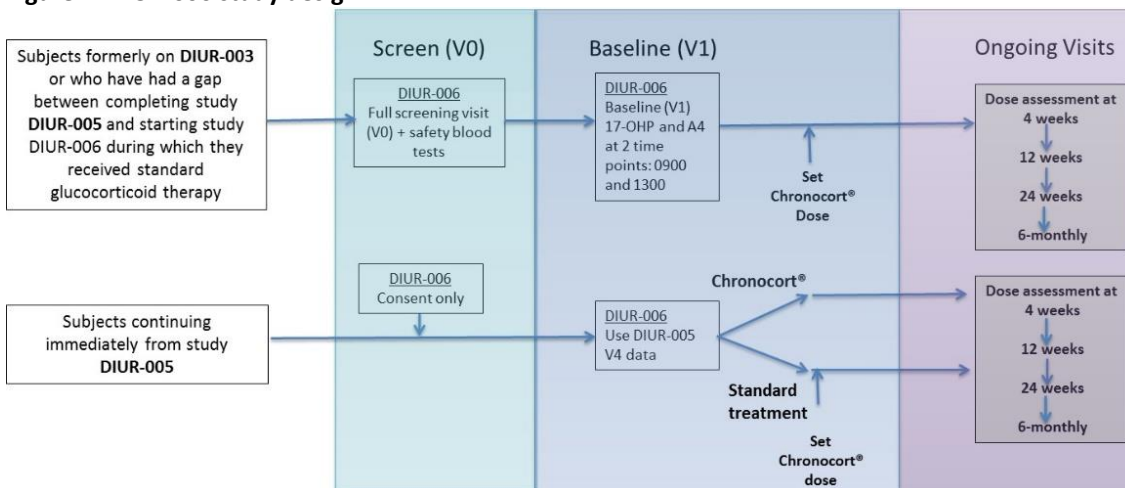 Screen (V0)
Baseline (V1)
Ongoing Visits
Subjects formerly on DIUR-003
or who have had a gap
between completing study
DIUR-005 and starting study
DIUR-006 during which they
received standard
glucocorticoid therapy
DIUR-006
Full screening visit
(V0) + safety blood
tests
DIUR-006
Baseline (V1)
17-OHP and A4
at 2 time
points: 0900
and 1300
Set
Chronocort®
Dose
Dose assessment at
4 weeks
12 weeks
24 weeks
6-monthly
Subjects continuing
immediately from study
DIUR-005
DIUR-006
Consent only
DIUR-006
Use DIUR-005
V4 data
Chronocort®
Standard
treatment
Set
Chronocort®
dose
Dose assessment at
4 weeks
12 weeks
24 weeks
6-monthly